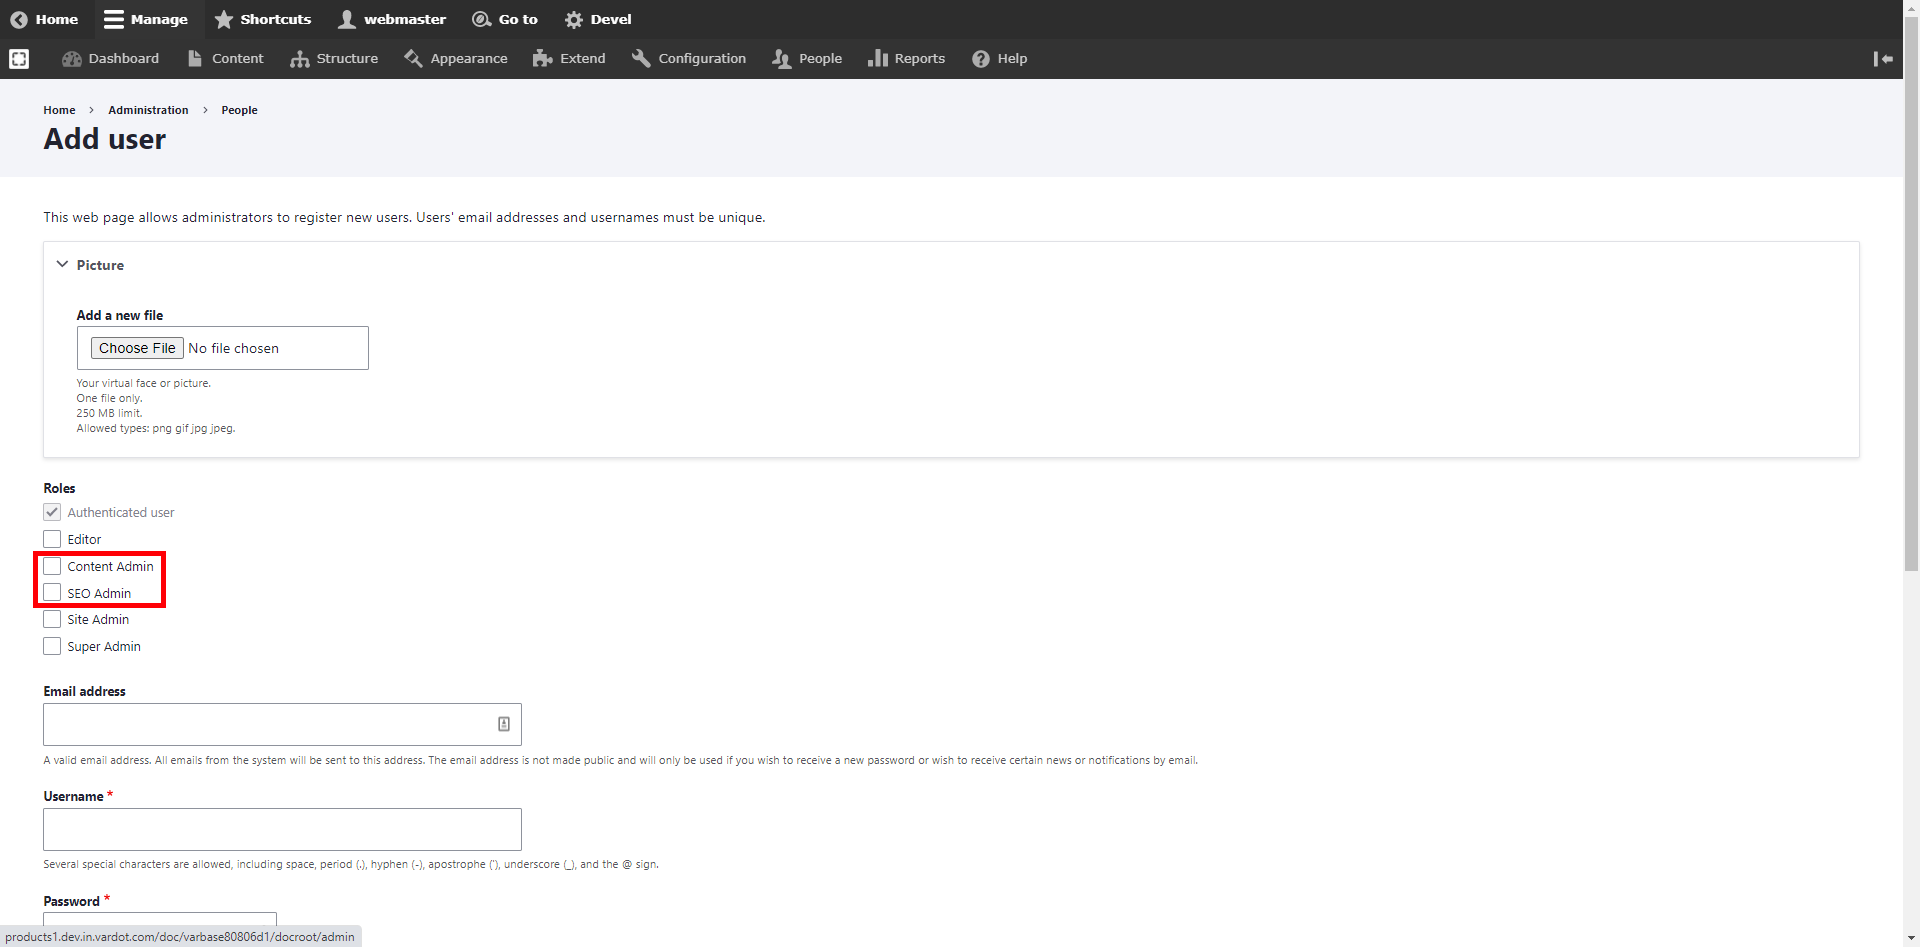 Home Manage Shortcuts webmaster Go to Devel
Dashboard Content Structure Appearance Extend Configuration People Reports Help
Home > Administration > People
Add user
This web page allows administrators to register new users. Users' email addresses and usernames must be unique.
Picture
Add a new file
Choose File No file chosen
Your virtual face or picture.
One file only.
250 MB limit.
Allowed types: png gif jpg jpeg.
Roles
Authenticated user
Editor
Content Admin
SEO Admin
Site Admin
Super Admin
Email address
A valid email address. All emails from the system will be sent to this address. The email address is not made public and will only be used if you wish to receive a new password or wish to receive certain news or notifications by email.
Username *
Several special characters are allowed, including space, period (.), hyphen (-), apostrophe ('), underscore (_), and the @ sign.
Password *
products1.dev.in.vardot.com/doc/varbase80806d1/docroot/admin